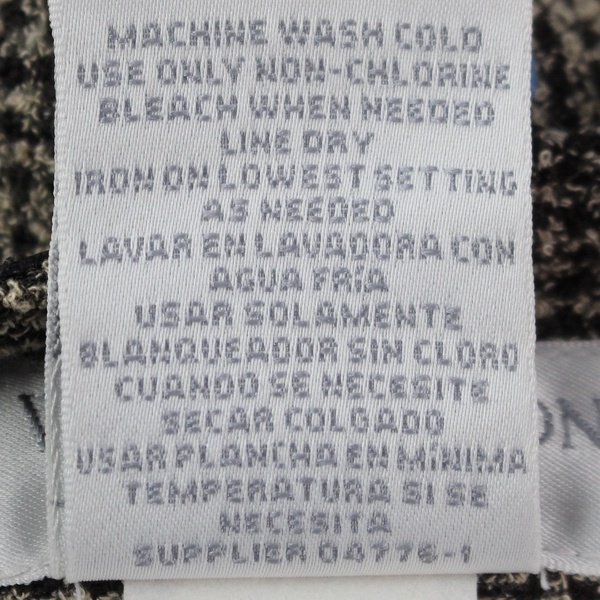 MACHINE WASH COLD
USE ONLY NON-CHLORINE
BLEACH WHEN NEEDED
LINE DRY
IRON ON LOWEST SETTING
AS NEEDED
LAVAR EN LAVADORA CON
AGUA FRÍA
USAR SOLAMENTE
BLANQUEADOR SIN CLORO
CUANDO SE NECESITE
SECAR COLGADO
USAR PLANCHA EN MÍNIMA
TEMPERATURA SI SE
NECESITA
SUPPLIER 04776-1